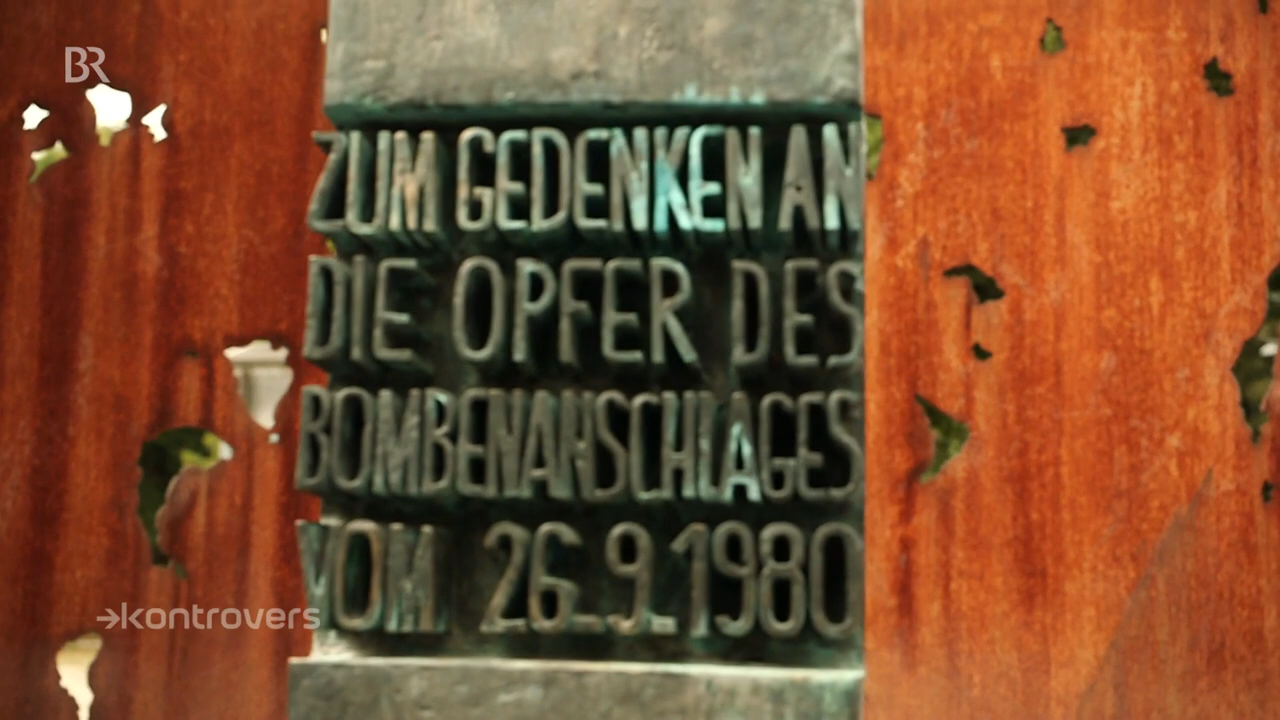 BR
ZUM GEDENKEN AN
DIE OPFER DES
BOMBENANSCHLAGES
VOM 26.9.1980
kontrovers